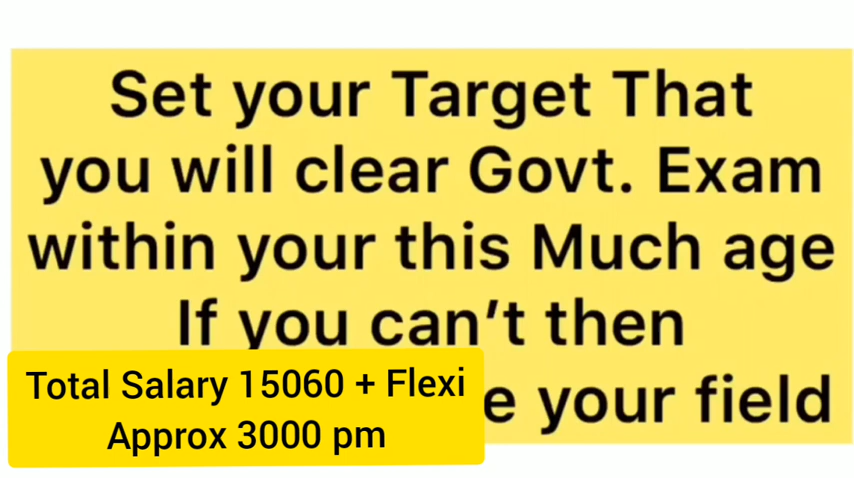 Set your Target That
you will clear Govt. Exam
within your this Much age
If you can't then
e your field
Total Salary 15060 + Flexi
Approx 3000 pm